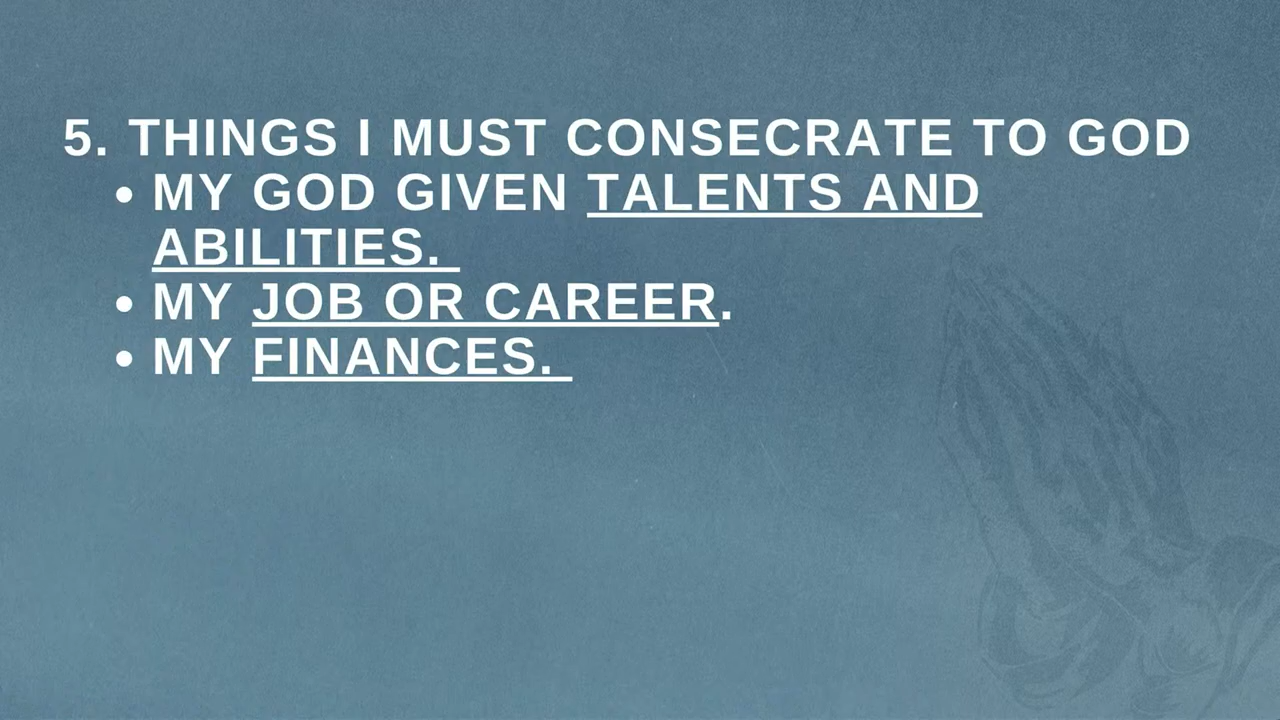 5. THINGS I MUST CONSECRATE TO GOD
• MY GOD GIVEN TALENTS AND
ABILITIES.
• MY JOB OR CAREER.
• MY FINANCES.